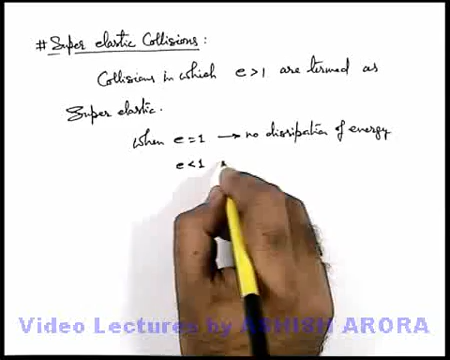 # Super elastic Collisions :
Collisions in which e > 1 are termed as
Super elastic.
When e = 1 → no dissipation of energy
e < 1
Video Lectures by ASHISH ARORA